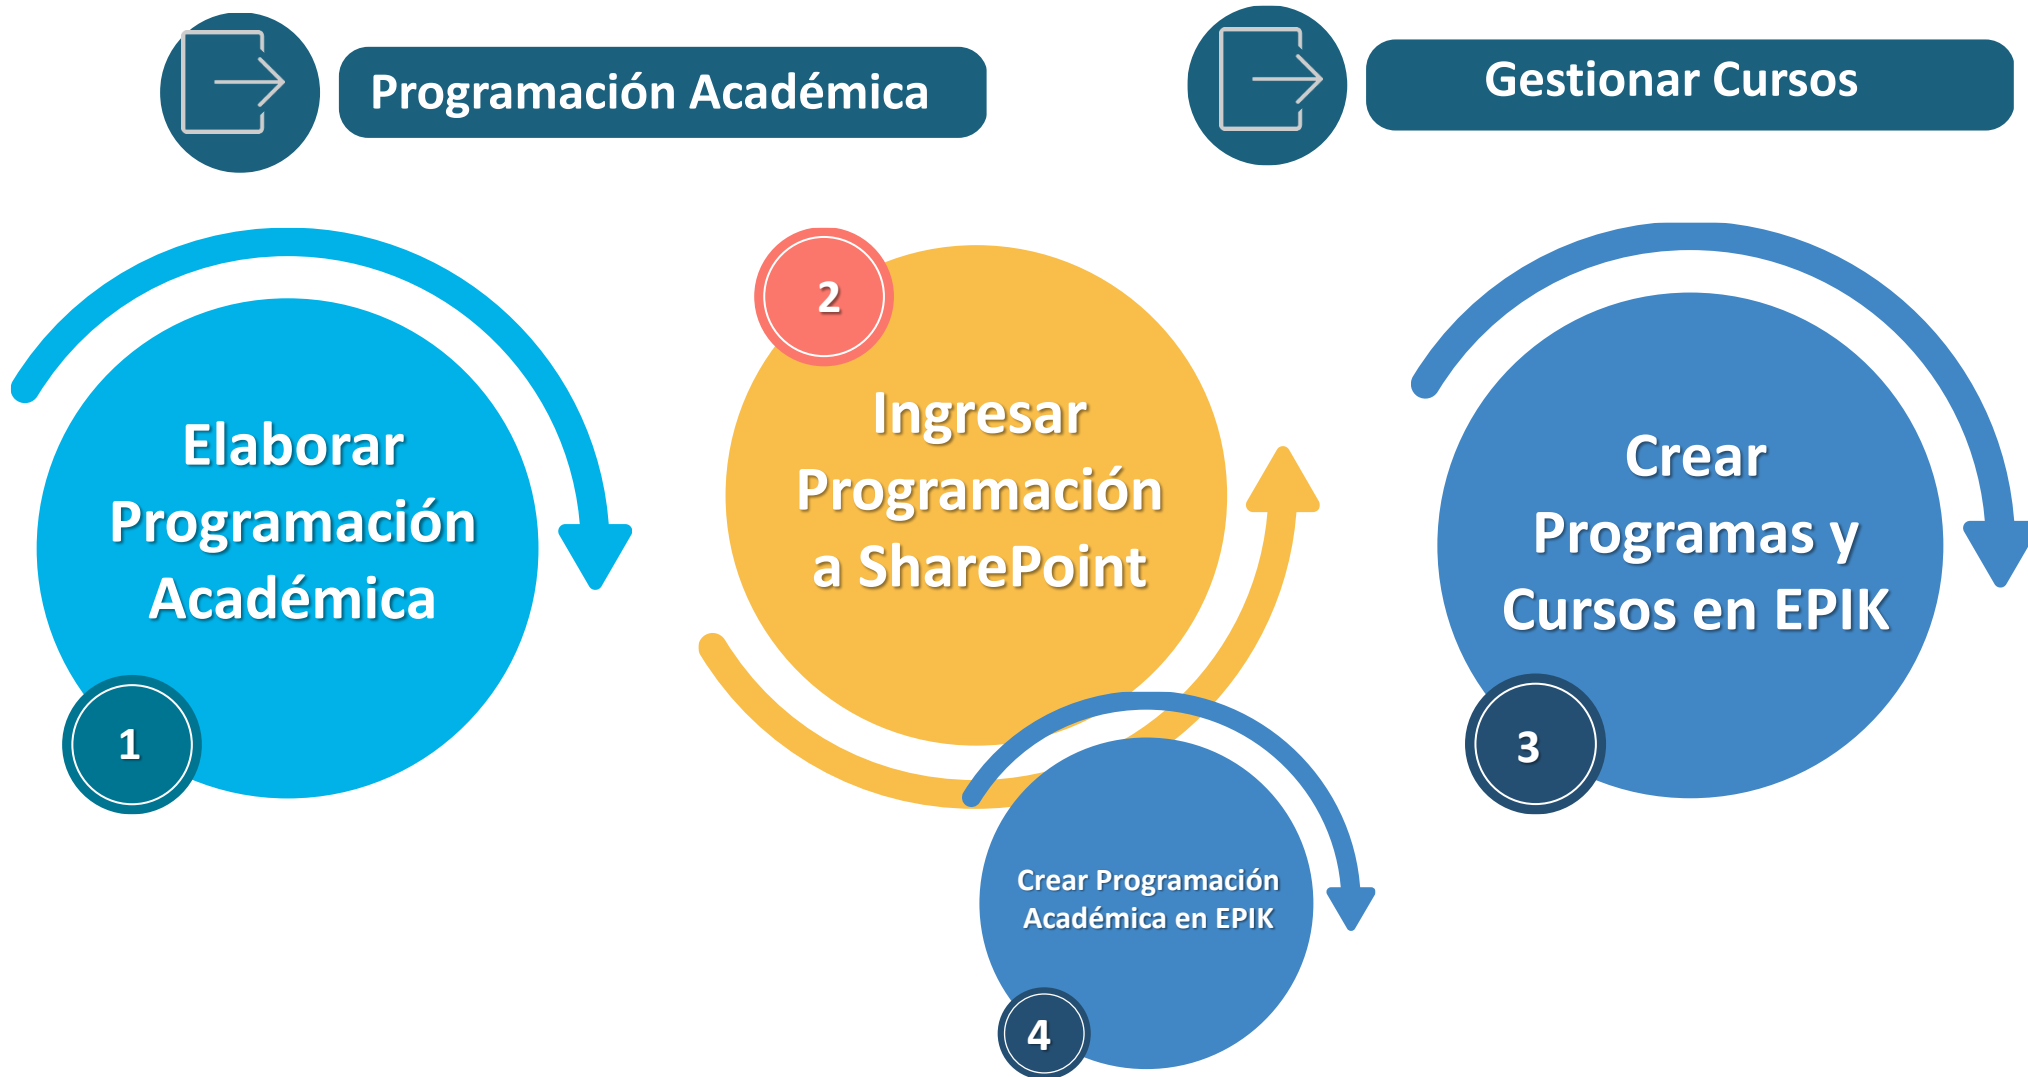 Programación Académica
Gestionar Cursos
Elaborar
Programación
Académica
1
2
Ingresar
Programación
a SharePoint
Crear
Programas y
Cursos en EPIK
3
Crear Programación
Académica en EPIK
4